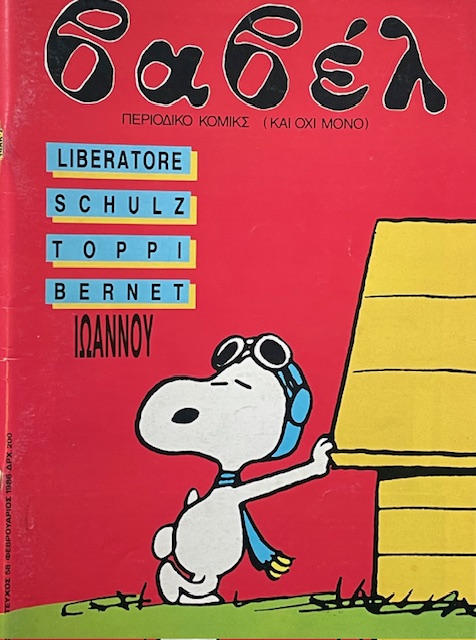 βαβέλ
ΠΕΡΙΟΔΙΚΟ ΚΟΜΙΚΣ (ΚΑΙ ΟΧΙ ΜΟΝΟ)
LIBERATORE
SCHULZ
TOPPI
BERNET
ΙΩΑΝΝΟΥ
ΤΕΥΧΟΣ 58 ΦΕΒΡΟΥΑΡΙΟΣ 1986 ΔΡΧ. 200